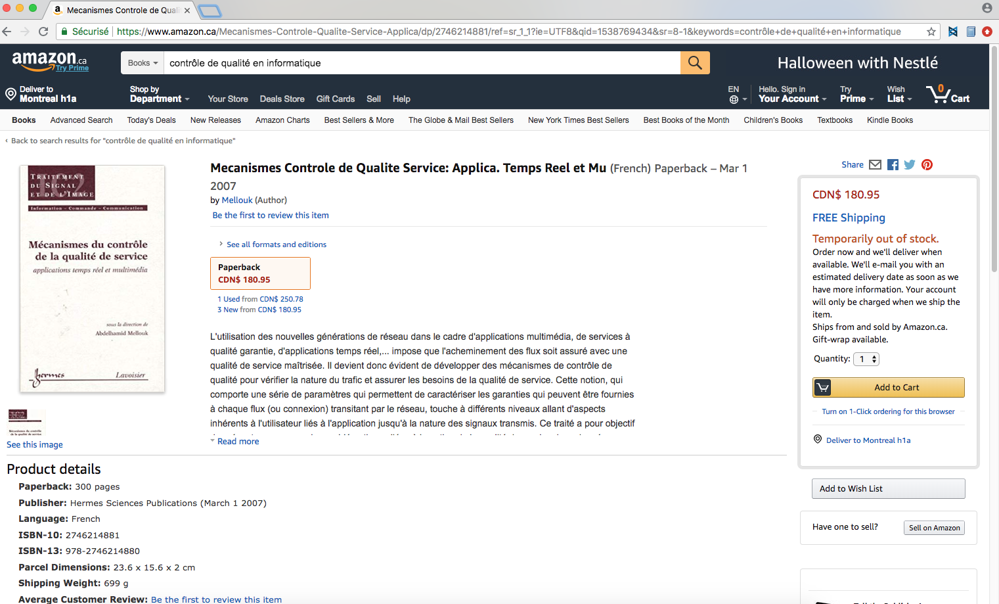 Mecanismes Controle de Quali
Sécurisé | https://www.amazon.ca/Mecanismes-Controle-Qualite-Service-Applica/dp/2746214881/ref=sr_1_1?ie=UTF8&qid=1538769434&sr=8-1&keywords=contrôle+de+qualité+en+informatique
amazon.ca
Try Prime
Books
contrôle de qualité en informatique
Halloween with Nestlé
Deliver to
Montreal h1a
Shop by
Department
Your Store
Deals Store
Gift Cards
Sell
Help
EN
Hello. Sign in
Your Account
Try
Prime
Wish
List
0
Cart
Books
Advanced Search
Today's Deals
New Releases
Amazon Charts
Best Sellers & More
The Globe & Mail Best Sellers
New York Times Best Sellers
Best Books of the Month
Children's Books
Textbooks
Kindle Books
‹ Back to search results for "contrôle de qualité en informatique"
TRAITEMENT
DU SIGNAL
ET DE L'IMAGE
IC2
Information – Commande – Communication
Mécanismes du contrôle
de la qualité de service
applications temps réel et multimédia
sous la direction de
Abdelhamid Mellouk
hermes
Lavoisier
See this image
Mecanismes Controle de Qualite Service: Applica. Temps Reel et Mu (French) Paperback – Mar 1
2007
by Mellouk (Author)
Be the first to review this item
See all formats and editions
Paperback
CDN$ 180.95
1 Used from CDN$ 250.78
3 New from CDN$ 180.95
L'utilisation des nouvelles générations de réseau dans le cadre d'applications multimédia, de services à
qualité garantie, d'applications temps réel,... impose que l'acheminement des flux soit assuré avec une
qualité de service maîtrisée. Il devient donc évident de développer des mécanismes de contrôle de
qualité pour vérifier la nature du trafic et assurer les besoins de la qualité de service. Cette notion, qui
comporte une série de paramètres qui permettent de caractériser les garanties qui peuvent être fournies
à chaque flux (ou connexion) transitant par le réseau, touche à différents niveaux allant d'aspects
inhérents à l'utilisateur liés à l'application jusqu'à la nature des signaux transmis. Ce traité a pour objectif
Read more
Share
CDN$ 180.95
FREE Shipping
Temporarily out of stock.
Order now and we'll deliver when
available. We'll e-mail you with an
estimated delivery date as soon as we
have more information. Your account
will only be charged when we ship the
item.
Ships from and sold by Amazon.ca.
Gift-wrap available.
Quantity: 1
Add to Cart
Turn on 1-Click ordering for this browser
Deliver to Montreal h1a
Add to Wish List
Have one to sell?
Sell on Amazon
Product details
Paperback: 300 pages
Publisher: Hermes Sciences Publications (March 1 2007)
Language: French
ISBN-10: 2746214881
ISBN-13: 978-2746214880
Parcel Dimensions: 23.6 x 15.6 x 2 cm
Shipping Weight: 699 g
Average Customer Review: Be the first to review this item